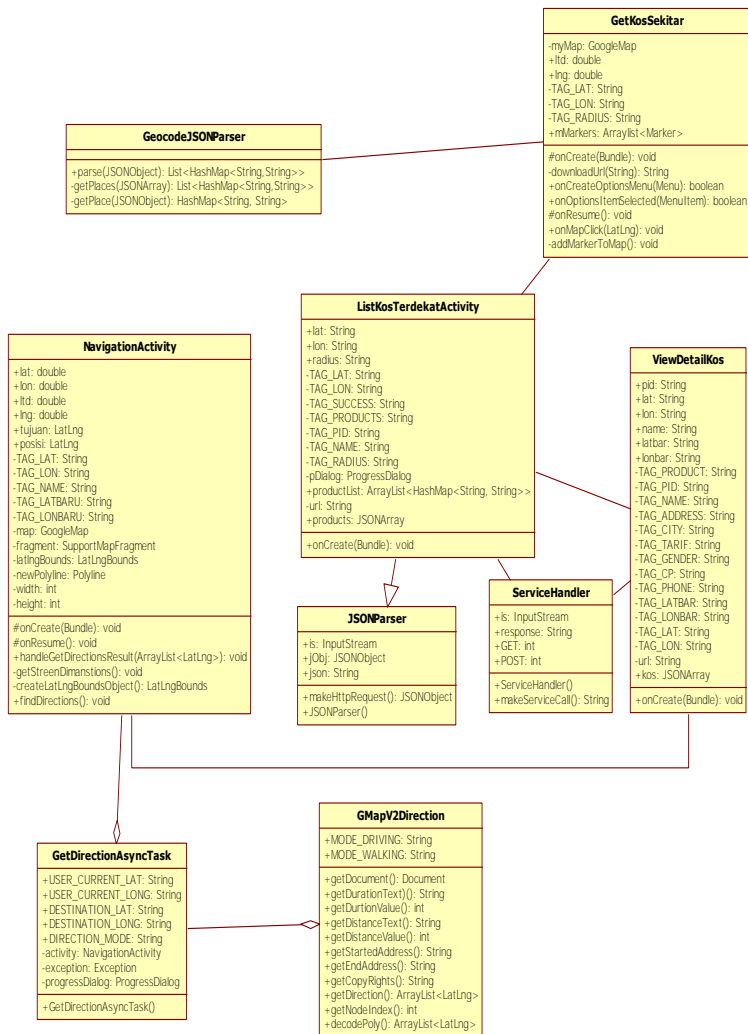 GetKosSekitar
-myMap: GoogleMap
+ltd: double
+lng: double
-TAG_LAT: String
-TAG_LON: String
-TAG_RADIUS: String
+mMarkers: Arraylist<Marker>
#onCreate(Bundle): void
-downloadUrl(String): String
+onCreateOptionsMenu(Menu): boolean
+onOptionsItemSelected(MenuItem): boolean
#onResume(): void
+onMapClick(LatLng): void
-addMarkerToMap(): void
GeocodeJSONParser
+parse(JSONObject): List<HashMap<String,String>>
-getPlaces(JSONArray): List<HashMap<String,String>>
-getPlace(JSONObject): HashMap<String, String>
ListKosTerdekatActivity
+lat: String
+lon: String
+radius: String
-TAG_LAT: String
-TAG_LON: String
-TAG_SUCCESS: String
-TAG_PRODUCTS: String
-TAG_PID: String
-TAG_NAME: String
-TAG_RADIUS: String
-pDialog: ProgressDialog
+productList: ArrayList<HashMap<String, String>>
-url: String
+products: JSONArray
+onCreate(Bundle): void
NavigationActivity
+lat: double
+lon: double
+ltd: double
+lng: double
+tujuan: LatLng
+posisi: LatLng
-TAG_LAT: String
-TAG_LON: String
-TAG_NAME: String
-TAG_LATBARU: String
-TAG_LONBARU: String
-map: GoogleMap
-fragment: SupportMapFragment
-latlngBounds: LatLngBounds
-newPolyline: Polyline
-width: int
-height: int
#onCreate(Bundle): void
#onResume(): void
+handleGetDirectionsResult(ArrayList<LatLng>): void
-getStreenDimanstions(): void
-createLatLngBoundsObject(): LatLngBounds
+findDirections(): void
ViewDetailKos
+pid: String
+lat: String
+lon: String
+name: String
+latbar: String
+lonbar: String
-TAG_PRODUCT: String
-TAG_PID: String
-TAG_NAME: String
-TAG_ADDRESS: String
-TAG_CITY: String
-TAG_TARIF: String
-TAG_GENDER: String
-TAG_CP: String
-TAG_PHONE: String
-TAG_LATBAR: String
-TAG_LONBAR: String
-TAG_LAT: String
-TAG_LON: String
-url: String
+kos: JSONArray
+onCreate(Bundle): void
JSONParser
+is: InputStream
+jObj: JSONObject
+json: String
+makeHttpRequest(): JSONObject
+JSONParser()
ServiceHandler
+is: InputStream
+response: String
+GET: int
+POST: int
+ServiceHandler()
+makeServiceCall(): String
GetDirectionAsyncTask
+USER_CURRENT_LAT: String
+USER_CURRENT_LONG: String
+DESTINATION_LAT: String
+DESTINATION_LONG: String
+DIRECTION_MODE: String
-activity: NavigationActivity
-exception: Exception
-progressDialog: ProgressDialog
+GetDirectionAsyncTask()
GMapV2Direction
+MODE_DRIVING: String
+MODE_WALKING: String
+getDocument(): Document
+getDurationText)(): String
+getDurtionValue(): int
+getDistanceText(): String
+getDistanceValue(): int
+getStartedAddress(): String
+getEndAddress(): String
+getCopyRights(): String
+getDirection(): ArrayList<LatLng>
+getNodeIndex(): int
+decodePoly(): ArrayList<LatLng>